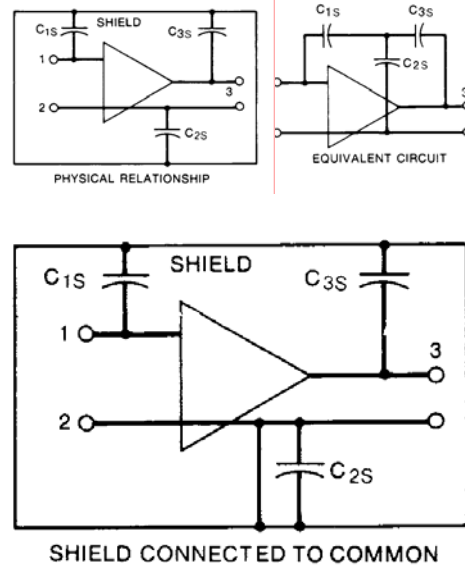 SHIELD
C1S
C3S
1
3
2
C2S
PHYSICAL RELATIONSHIP
C1S
C3S
C2S
3
EQUIVALENT CIRCUIT
SHIELD
C1S
C3S
1
3
2
C2S
SHIELD CONNECTED TO COMMON